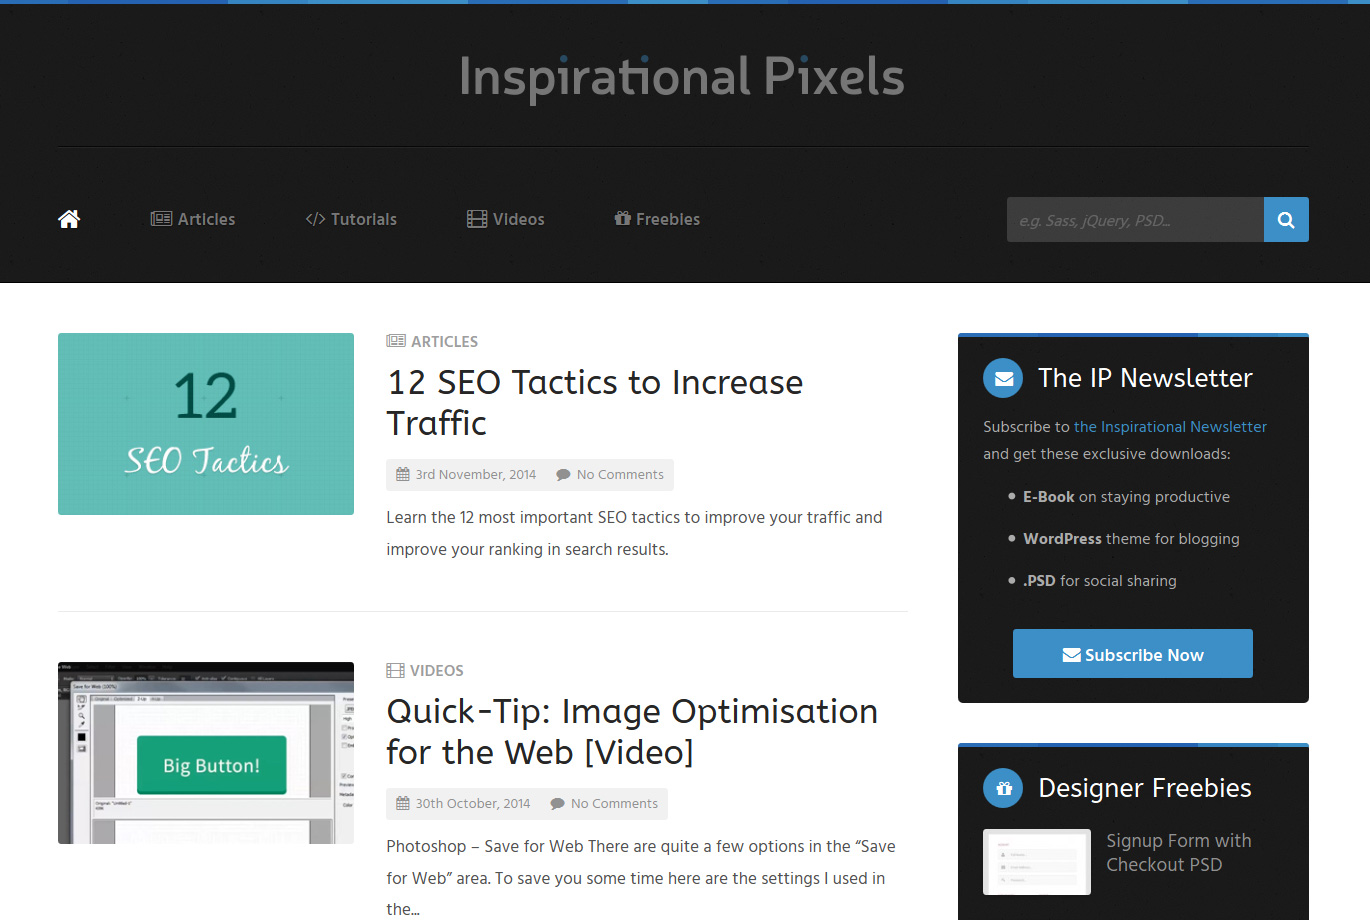 Inspirational Pixels
Articles
Tutorials
Videos
Freebies
e.g. Sass, jQuery, PSD...
12
SEO Tactics
ARTICLES
12 SEO Tactics to Increase
Traffic
3rd November, 2014
No Comments
Learn the 12 most important SEO tactics to improve your traffic and
improve your ranking in search results.
Save for Web (100%)
Big Button!
VIDEOS
Quick-Tip: Image Optimisation
for the Web [Video]
30th October, 2014
No Comments
Photoshop – Save for Web There are quite a few options in the “Save
for Web” area. To save you some time here are the settings I used in
the...
The IP Newsletter
Subscribe to the Inspirational Newsletter
and get these exclusive downloads:
E-Book on staying productive
WordPress theme for blogging
.PSD for social sharing
Subscribe Now
Designer Freebies
Signup Form with
Checkout PSD